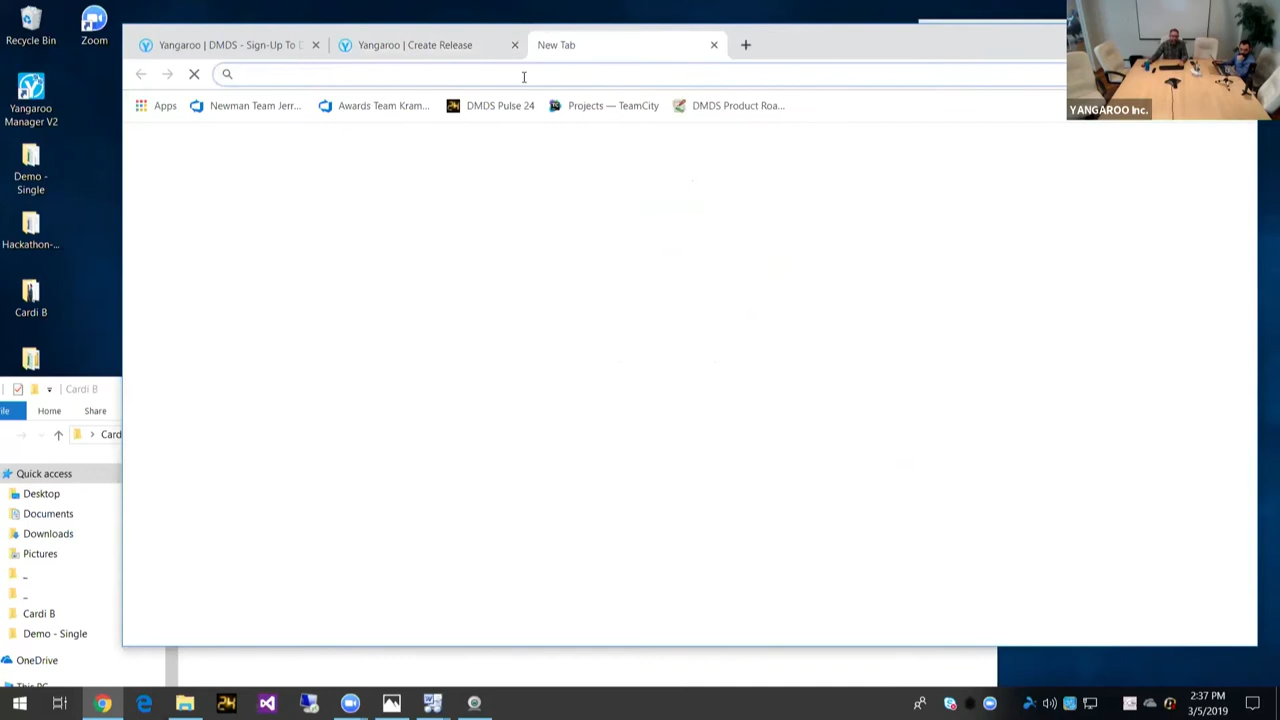 Recycle Bin
Zoom
Yangaroo
Manager V2
Demo -
Single
Hackathon-...
Cardi B
Yangaroo | DMDS - Sign-Up To
Yangaroo | Create Release
New Tab
Apps
Newman Team Jerr...
Awards Team Kram...
DMDS Pulse 24
Projects — TeamCity
DMDS Product Roa...
YANGAROO Inc.
| Cardi B
Home
Share
Quick access
Desktop
Documents
Downloads
Pictures
_
_
Cardi B
Demo - Single
OneDrive
2:37 PM
3/5/2019